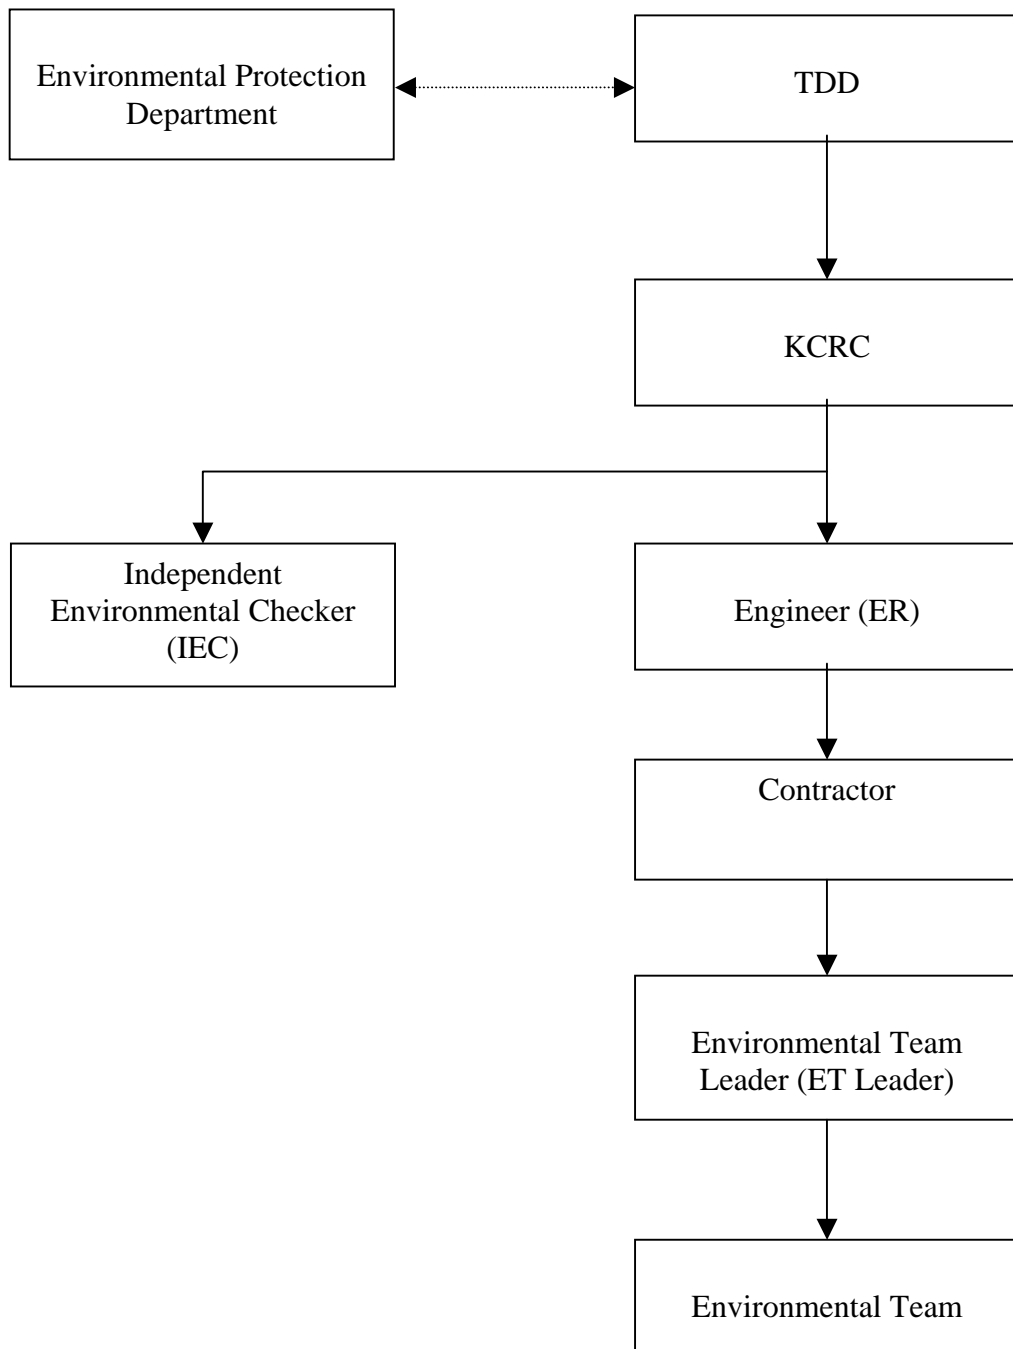 Environmental Protection
Department
TDD
KCRC
Independent
Environmental Checker
(IEC)
Engineer (ER)
Contractor
Environmental Team
Leader (ET Leader)
Environmental Team